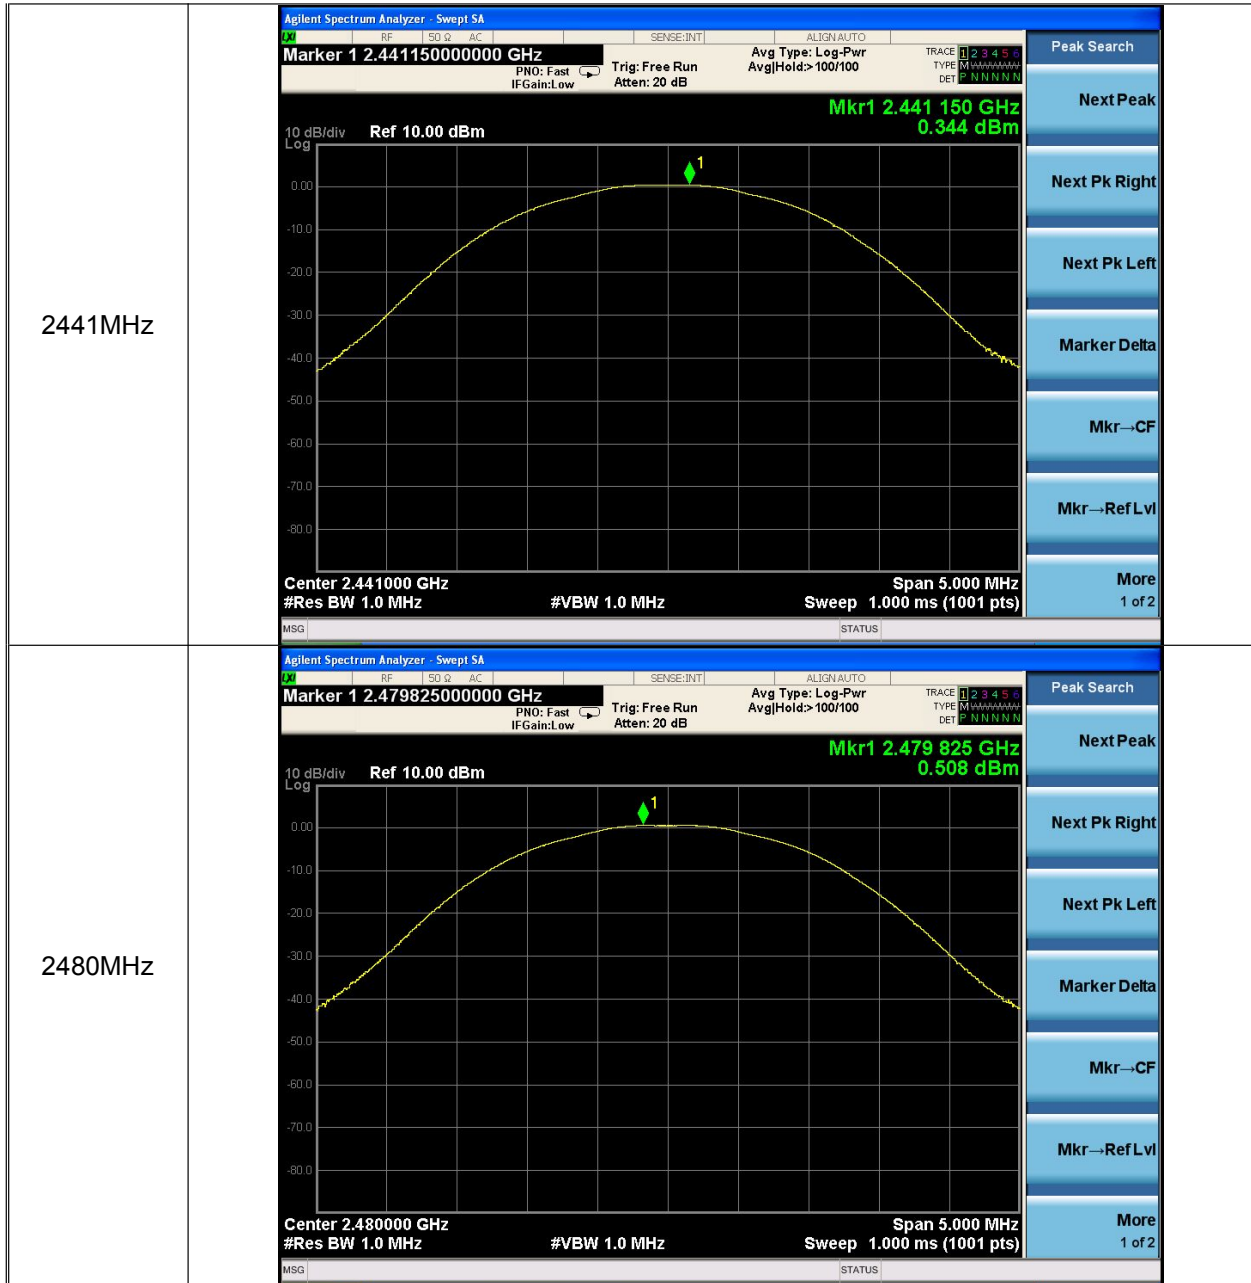 2441MHz
Agilent Spectrum Analyzer - Swept SA
LXI RF 50 Ω AC SENSE:INT ALIGN AUTO
Marker 1 2.441150000000 GHz
PNO: Fast
IFGain:Low
Trig: Free Run
Atten: 20 dB
Avg Type: Log-Pwr
Avg|Hold:>100/100
TRACE 1 2 3 4 5 6
TYPE M
DET P N N N N N
Mkr1 2.441 150 GHz
0.344 dBm
10 dB/div Ref 10.00 dBm
Log
1
0.00
-10.0
-20.0
-30.0
-40.0
-50.0
-60.0
-70.0
-80.0
Center 2.441000 GHz Span 5.000 MHz
#Res BW 1.0 MHz #VBW 1.0 MHz Sweep 1.000 ms (1001 pts)
MSG STATUS
Peak Search
Next Peak
Next Pk Right
Next Pk Left
Marker Delta
Mkr→CF
Mkr→Ref Lvl
More
1 of 2
2480MHz
Agilent Spectrum Analyzer - Swept SA
LXI RF 50 Ω AC SENSE:INT ALIGN AUTO
Marker 1 2.479825000000 GHz
PNO: Fast
IFGain:Low
Trig: Free Run
Atten: 20 dB
Avg Type: Log-Pwr
Avg|Hold:>100/100
TRACE 1 2 3 4 5 6
TYPE M
DET P N N N N N
Mkr1 2.479 825 GHz
0.508 dBm
10 dB/div Ref 10.00 dBm
Log
1
0.00
-10.0
-20.0
-30.0
-40.0
-50.0
-60.0
-70.0
-80.0
Center 2.480000 GHz Span 5.000 MHz
#Res BW 1.0 MHz #VBW 1.0 MHz Sweep 1.000 ms (1001 pts)
MSG STATUS
Peak Search
Next Peak
Next Pk Right
Next Pk Left
Marker Delta
Mkr→CF
Mkr→Ref Lvl
More
1 of 2